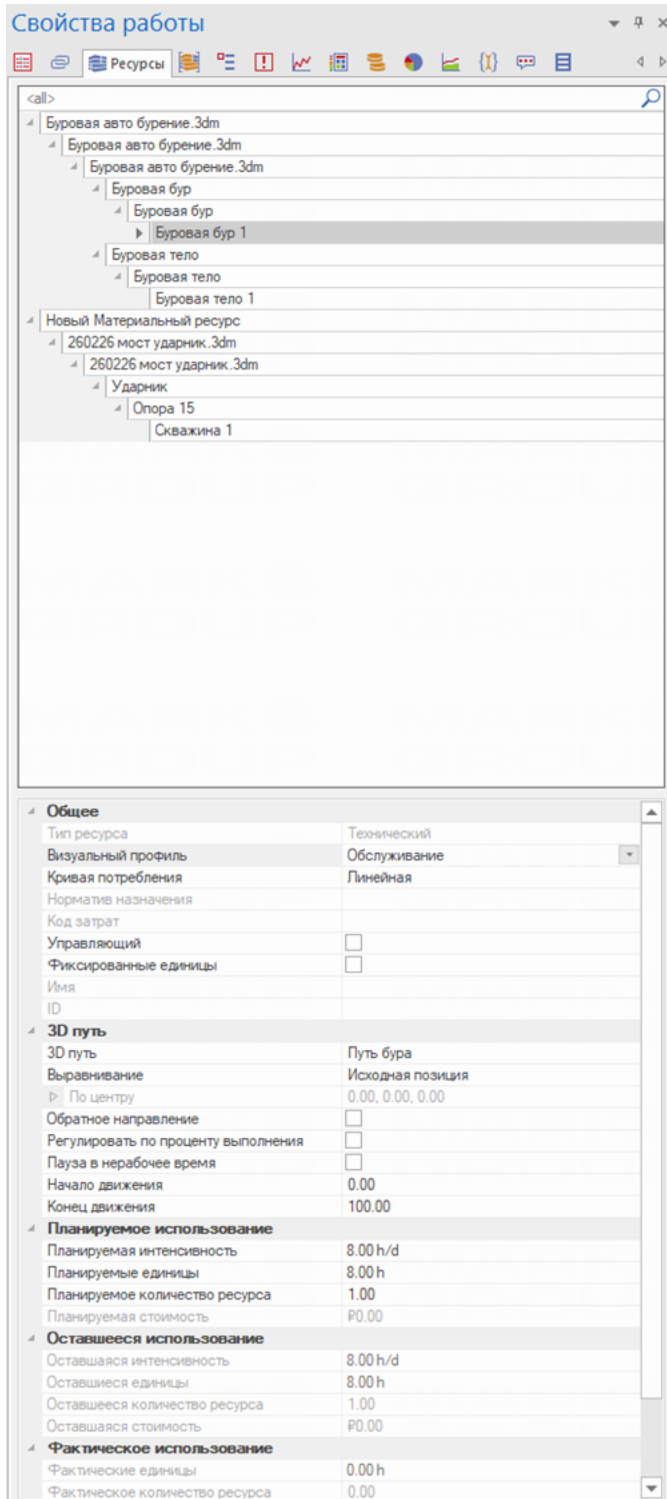 Свойства работы
Ресурсы
<all>
Буровая авто бурение.3dm
Буровая авто бурение.3dm
Буровая авто бурение.3dm
Буровая бур
Буровая бур
Буровая бур 1
Буровая тело
Буровая тело
Буровая тело 1
Новый Материальный ресурс
260226 мост ударник.3dm
260226 мост ударник.3dm
Ударник
Опора 15
Скважина 1
Общее
Тип ресурса Технический
Визуальный профиль Обслуживание
Кривая потребления Линейная
Норматив назначения
Код затрат
Управляющий
Фиксированные единицы
Имя
ID
3D путь
3D путь Путь бура
Выравнивание Исходная позиция
По центру 0.00, 0.00, 0.00
Обратное направление
Регулировать по проценту выполнения
Пауза в нерабочее время
Начало движения 0.00
Конец движения 100.00
Планируемое использование
Планируемая интенсивность 8.00 h/d
Планируемые единицы 8.00 h
Планируемое количество ресурса 1.00
Планируемая стоимость ₽0.00
Оставшееся использование
Оставшаяся интенсивность 8.00 h/d
Оставшиеся единицы 8.00 h
Оставшееся количество ресурса 1.00
Оставшаяся стоимость ₽0.00
Фактическое использование
Фактические единицы 0.00 h
Фактическое количество ресурса 0.00